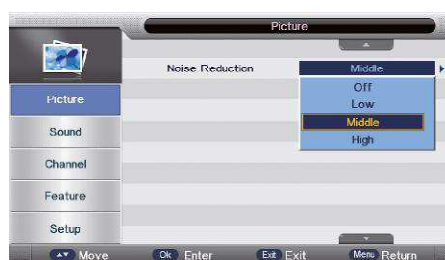 Picture
Noise Reduction Middle
Off
Low
Middle
High
Picture
Sound
Channel
Feature
Setup
Move Ok Enter Exit Exit Menu Return